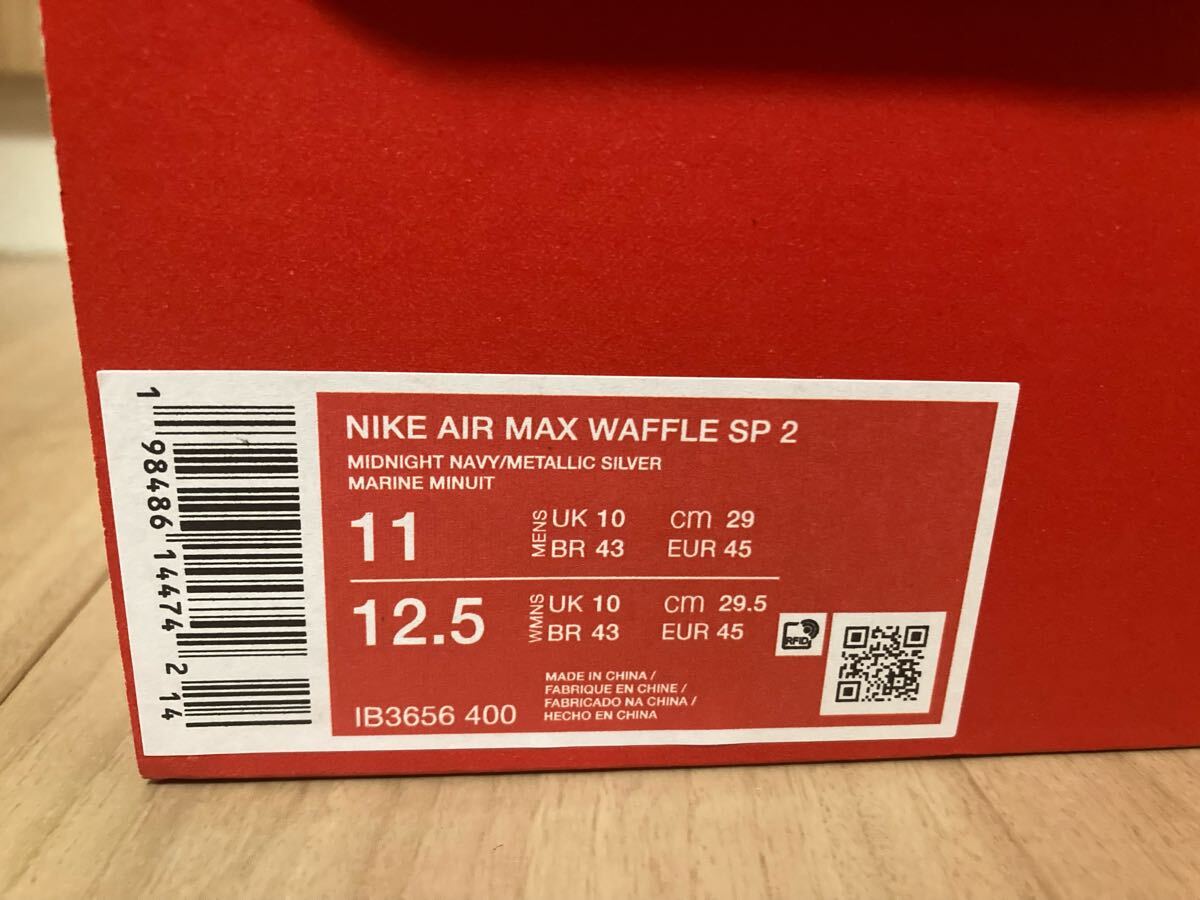 NIKE AIR MAX WAFFLE SP 2
MIDNIGHT NAVY/METALLIC SILVER
MARINE MINUIT
11 MENS UK 10 cm 29
BR 43 EUR 45
12.5 WMNS UK 10 cm 29.5
BR 43 EUR 45
RFID
MADE IN CHINA /
FABRIQUE EN CHINE /
FABRICADO NA CHINA /
HECHO EN CHINA
IB3656 400
1 98486 14474 2 14